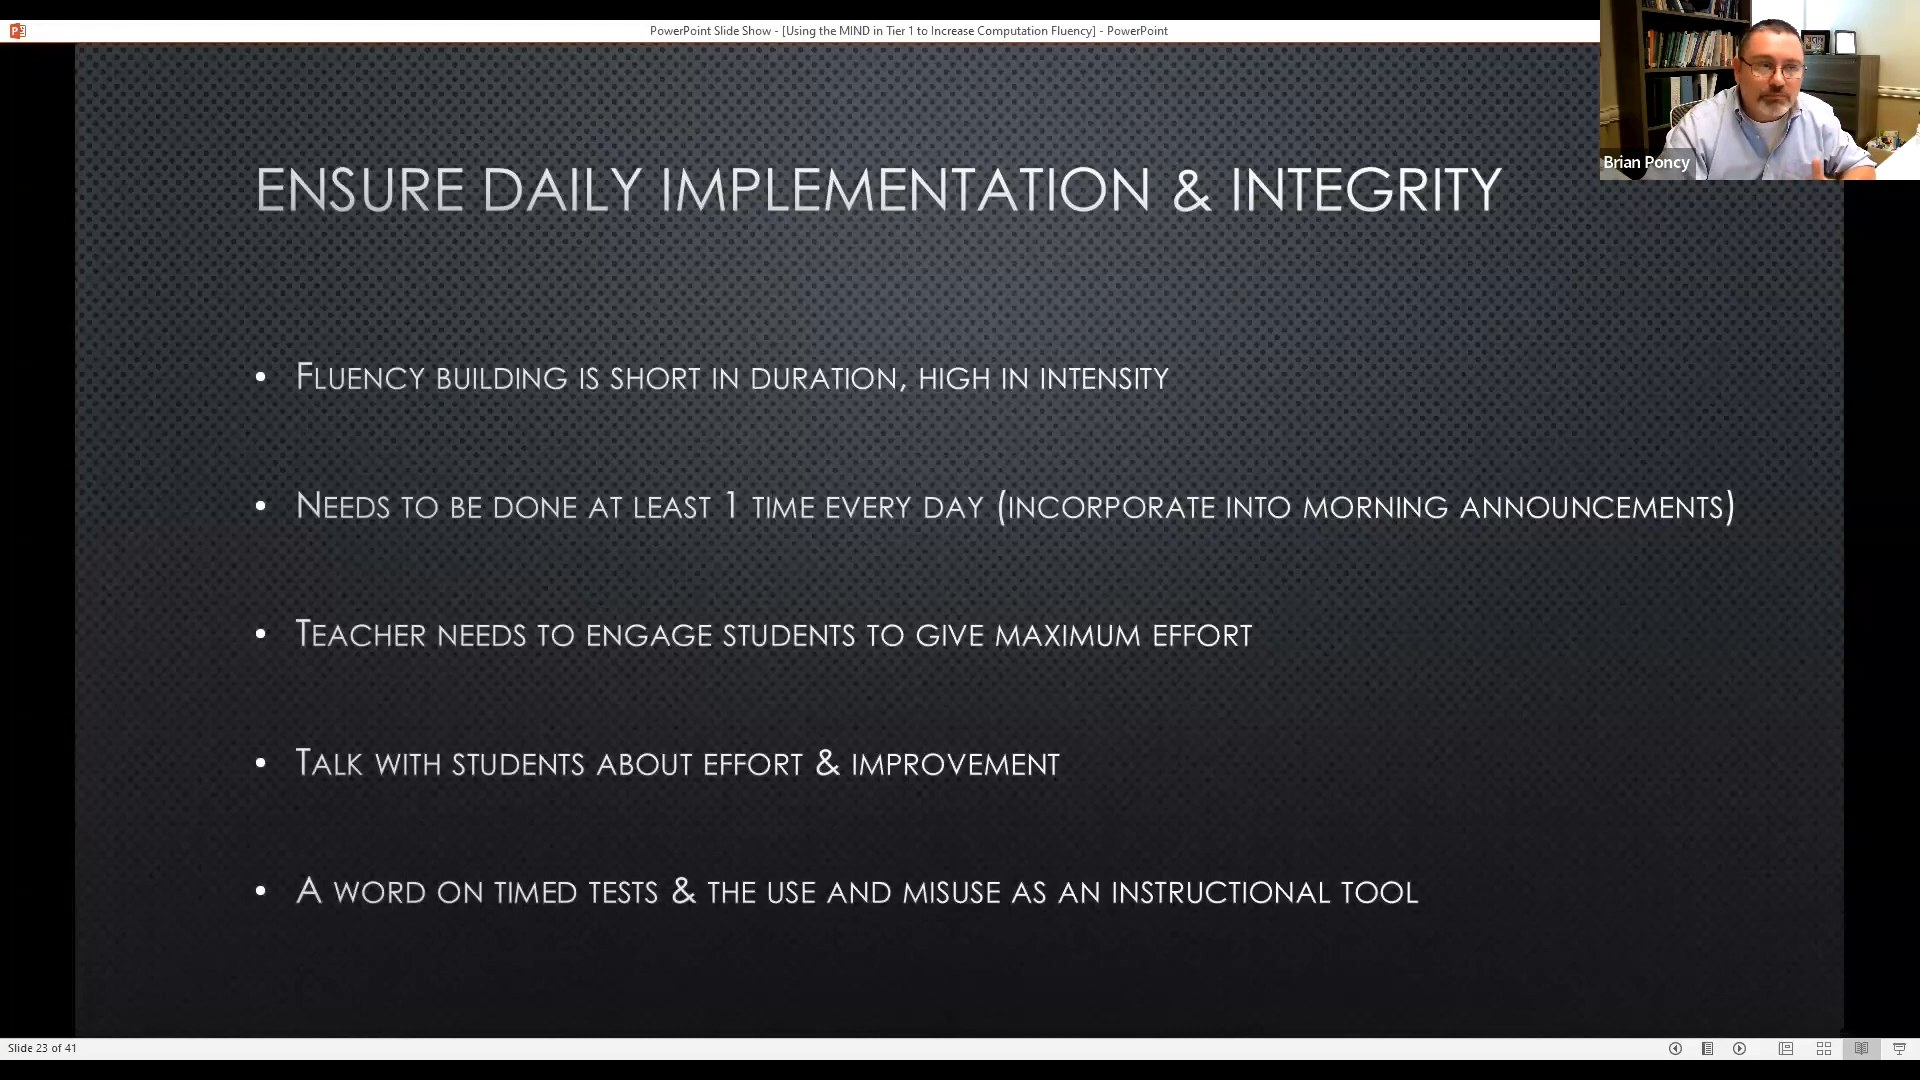 PowerPoint Slide Show - [Using the MIND in Tier 1 to Increase Computation Fluency] - PowerPoint
Brian Poncy
ENSURE DAILY IMPLEMENTATION & INTEGRITY
• FLUENCY BUILDING IS SHORT IN DURATION, HIGH IN INTENSITY
• NEEDS TO BE DONE AT LEAST 1 TIME EVERY DAY (INCORPORATE INTO MORNING ANNOUNCEMENTS)
• TEACHER NEEDS TO ENGAGE STUDENTS TO GIVE MAXIMUM EFFORT
• TALK WITH STUDENTS ABOUT EFFORT & IMPROVEMENT
• A WORD ON TIMED TESTS & THE USE AND MISUSE AS AN INSTRUCTIONAL TOOL
Slide 23 of 41